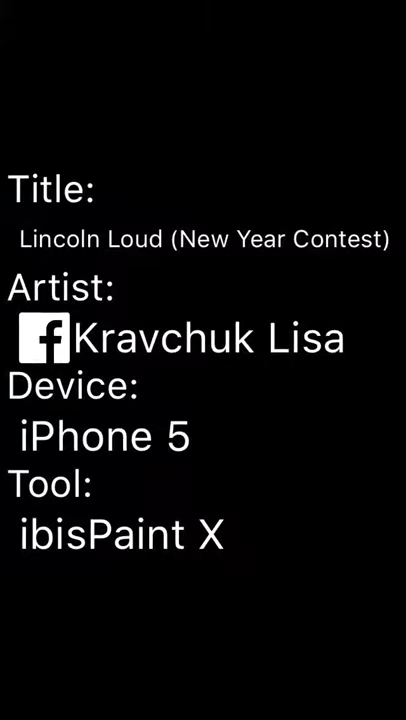 Title:
Lincoln Loud (New Year Contest)
Artist:
Kravchuk Lisa
Device:
iPhone 5
Tool:
ibisPaint X